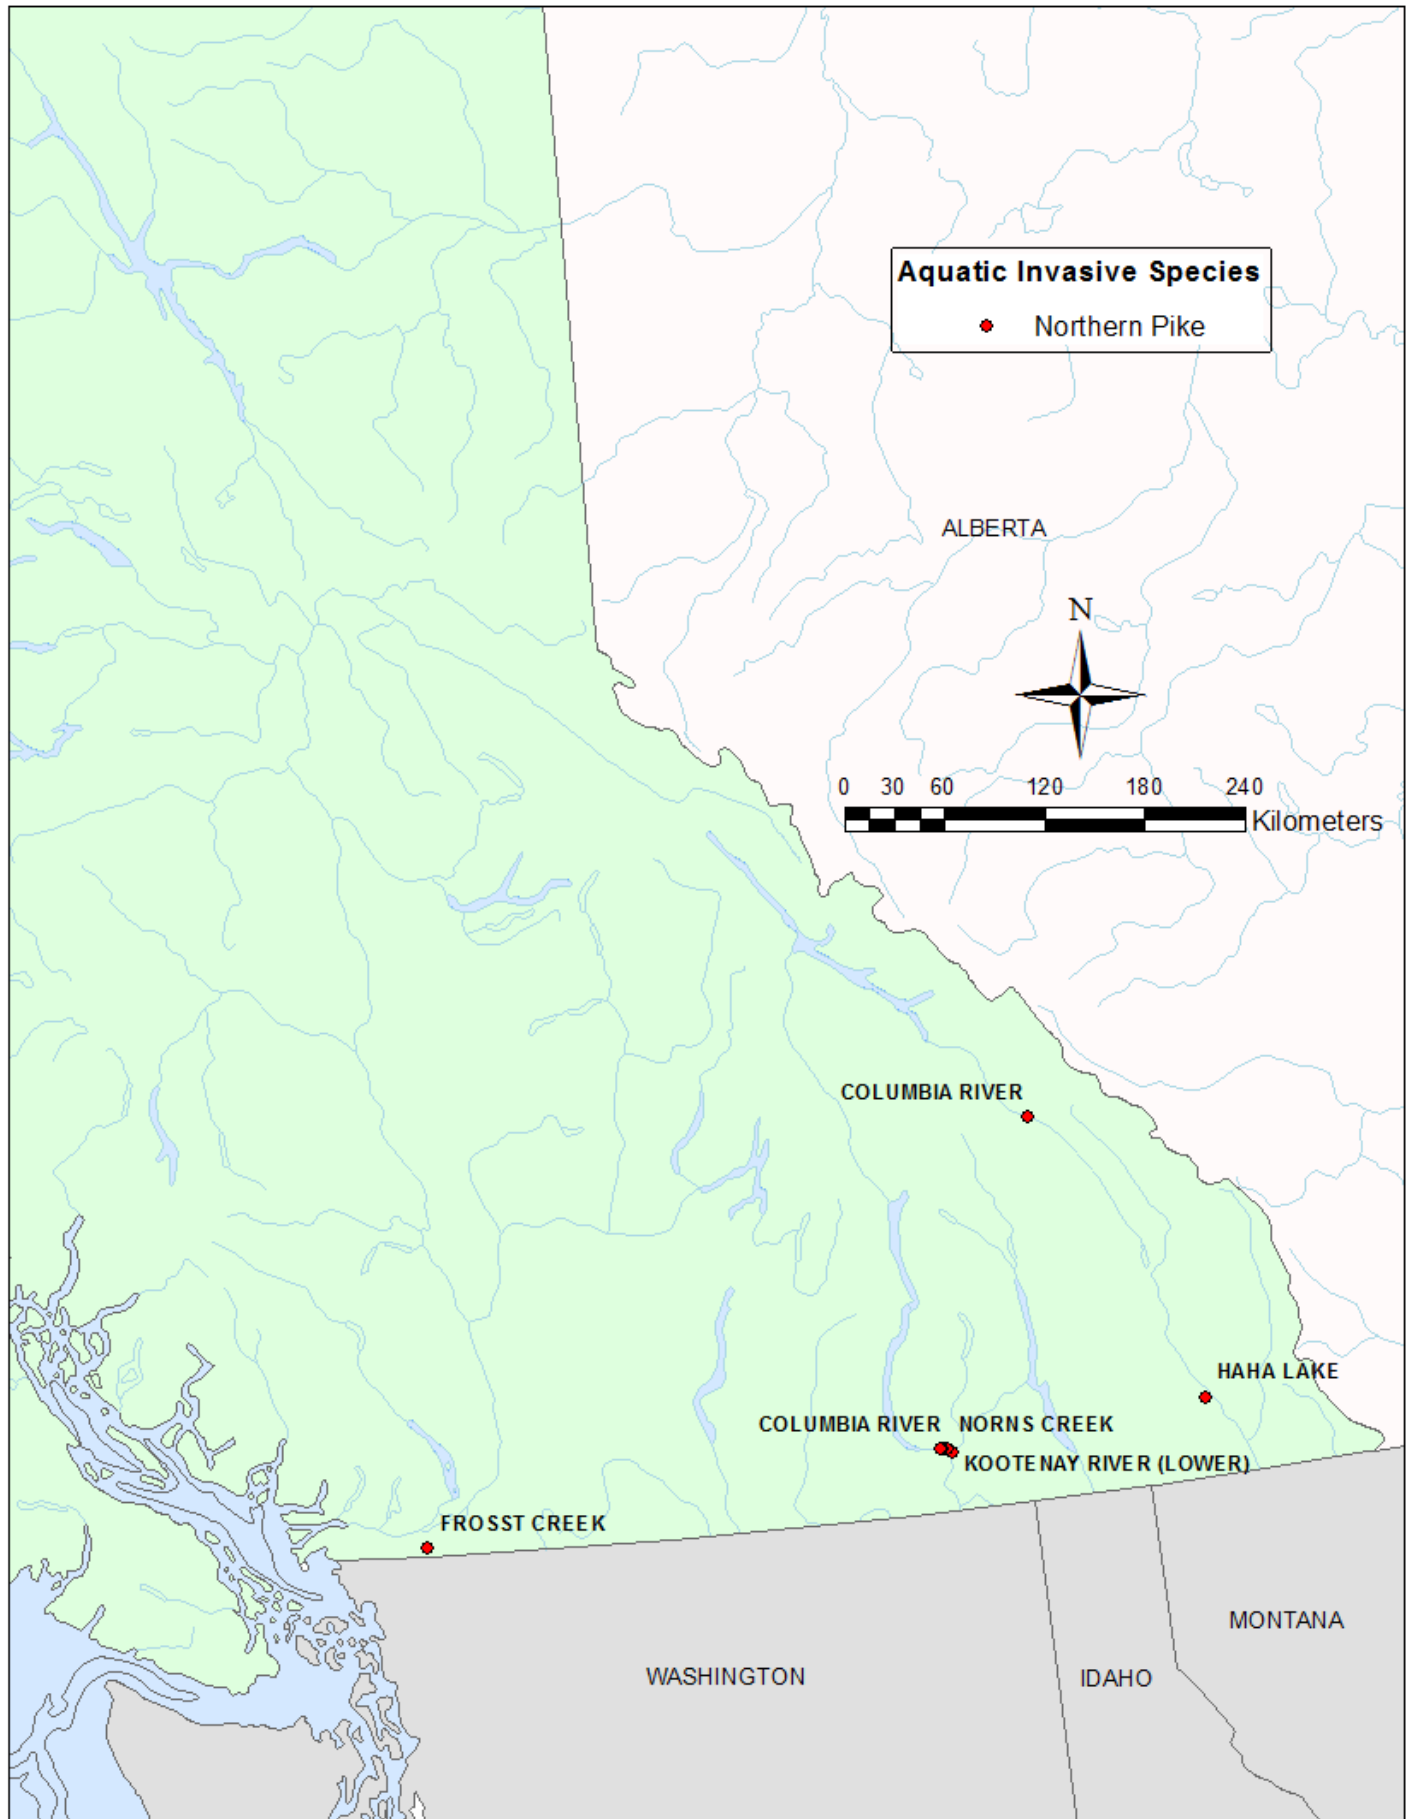 Aquatic Invasive Species
Northern Pike
ALBERTA
N
0 30 60 120 180 240
Kilometers
COLUMBIA RIVER
HAHA LAKE
COLUMBIA RIVER NORNS CREEK
KOOTENAY RIVER (LOWER)
FROSST CREEK
MONTANA
WASHINGTON
IDAHO